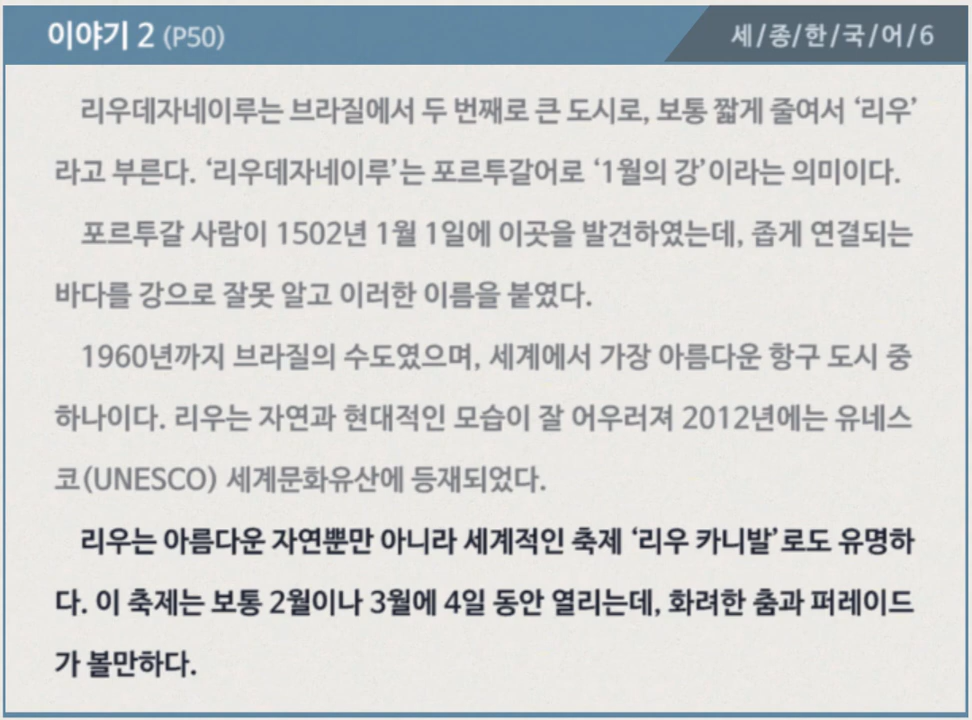 이야기 2 (P50)
세/종/한/국/어/6
리우데자네이루는 브라질에서 두 번째로 큰 도시로, 보통 짧게 줄여서 ‘리우’
라고 부른다. ‘리우데자네이루’는 포르투갈어로 ‘1월의 강’이라는 의미이다.
포르투갈 사람이 1502년 1월 1일에 이곳을 발견하였는데, 좁게 연결되는
바다를 강으로 잘못 알고 이러한 이름을 붙였다.
1960년까지 브라질의 수도였으며, 세계에서 가장 아름다운 항구 도시 중
하나이다. 리우는 자연과 현대적인 모습이 잘 어우러져 2012년에는 유네스
코(UNESCO) 세계문화유산에 등재되었다.
리우는 아름다운 자연뿐만 아니라 세계적인 축제 ‘리우 카니발’로도 유명하
다. 이 축제는 보통 2월이나 3월에 4일 동안 열리는데, 화려한 춤과 퍼레이드
가 볼만하다.